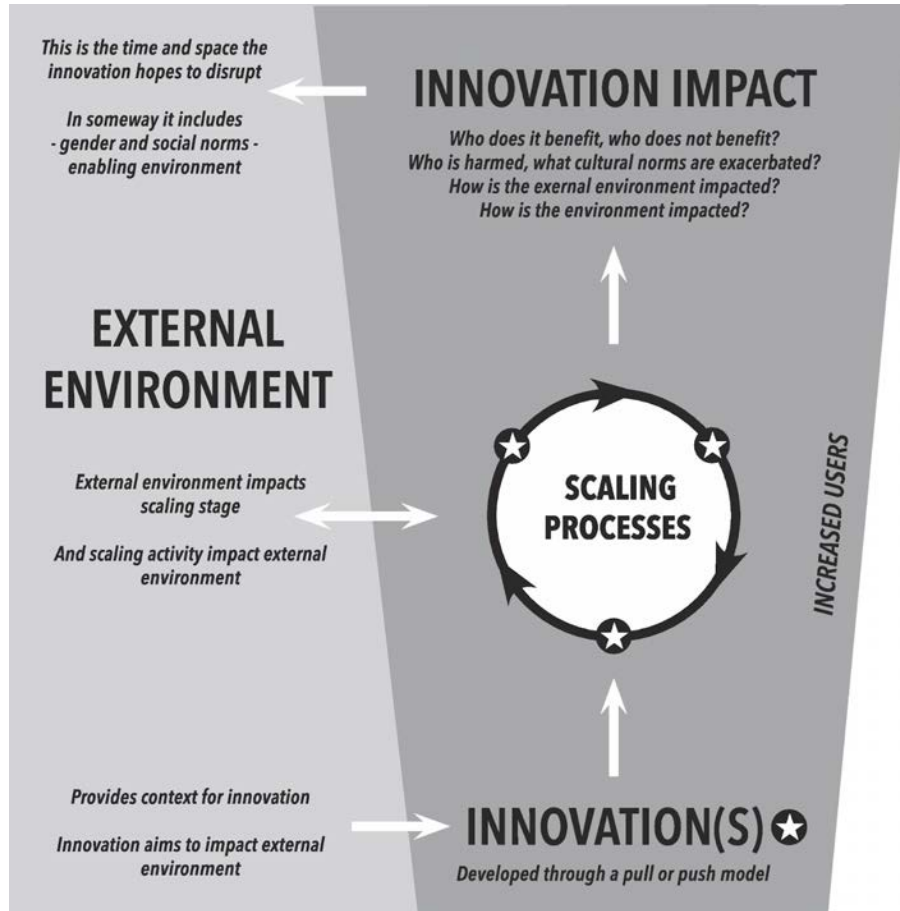 This is the time and space the
innovation hopes to disrupt
In someway it includes
- gender and social norms -
enabling environment
INNOVATION IMPACT
Who does it benefit, who does not benefit?
Who is harmed, what cultural norms are exacerbated?
How is the exernal environment impacted?
How is the environment impacted?
EXTERNAL
ENVIRONMENT
External environment impacts
scaling stage
And scaling activity impact external
environment
SCALING
PROCESSES
INCREASED USERS
Provides context for innovation
Innovation aims to impact external
environment
INNOVATION(S)
Developed through a pull or push model